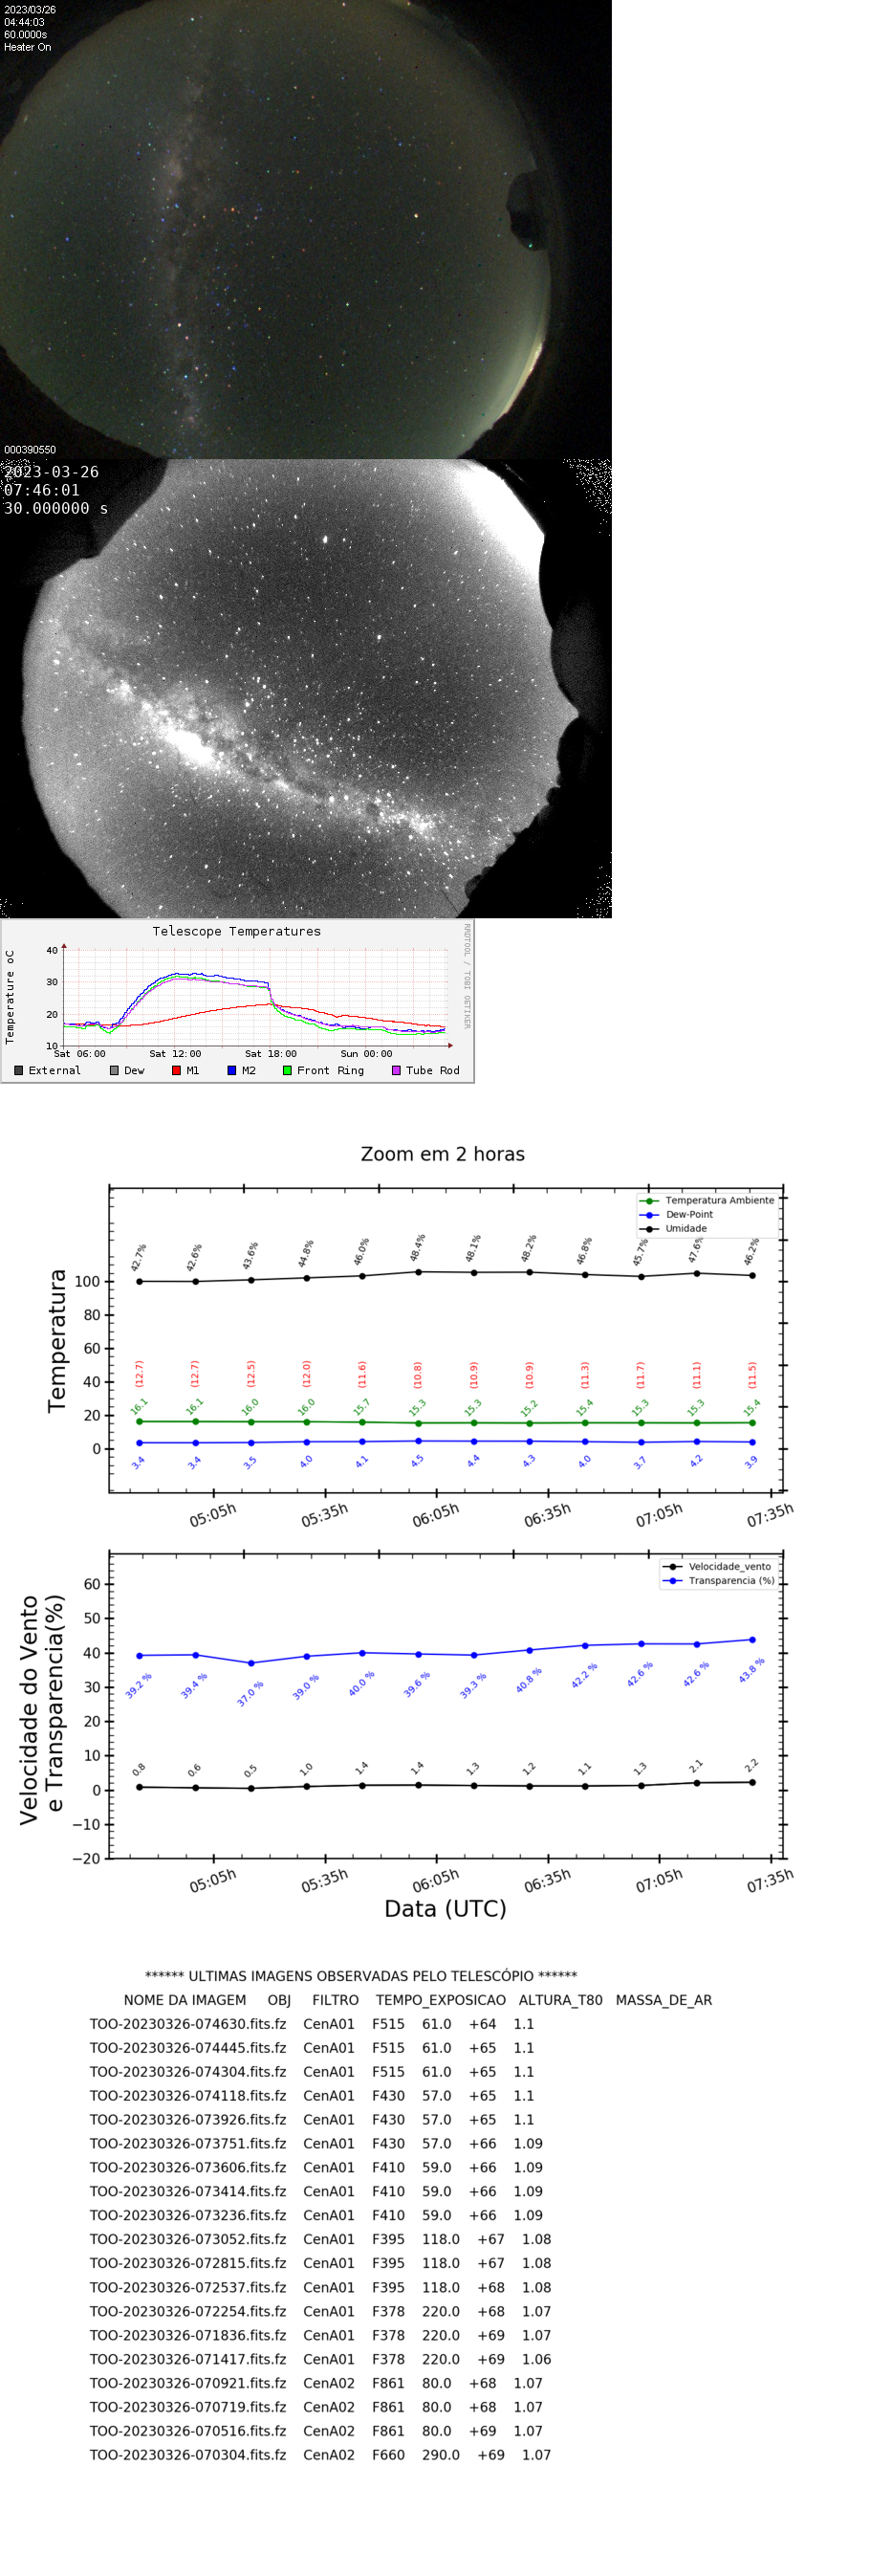 2023/03/26
04:44:03
60.0000s
Heater On
000390550
2023-03-26
07:46:01
30.000000 s
Telescope Temperatures
RRDTOOL / TOBI OETIKER
Temperature oC
40
30
20
10
Sat 06:00 Sat 12:00 Sat 18:00 Sun 00:00
External Dew M1 M2 Front Ring Tube Rod
Zoom em 2 horas
Temperatura Ambiente
Dew-Point
Umidade
42.7% 42.6% 43.6% 44.8% 46.0% 48.4% 48.1% 48.2% 46.8% 45.7% 47.6% 46.2%
Temperatura
100
80
60
40
20
0
(12.7) (12.7) (12.5) (12.0) (11.6) (10.8) (10.9) (10.9) (11.3) (11.7) (11.1) (11.5)
16.1 16.1 16.0 16.0 15.7 15.3 15.3 15.2 15.4 15.3 15.3 15.4
3.4 3.4 3.5 4.0 4.1 4.5 4.4 4.3 4.0 3.7 4.2 3.9
05:05h 05:35h 06:05h 06:35h 07:05h 07:35h
Velocidade_vento
Transparencia (%)
Velocidade do Vento
e Transparencia(%)
60
50
40
30
20
10
0
−10
−20
39.2 % 39.4 % 37.0 % 39.0 % 40.0 % 39.6 % 39.3 % 40.8 % 42.2 % 42.6 % 42.6 % 43.8 %
0.8 0.6 0.5 1.0 1.4 1.4 1.3 1.2 1.1 1.3 2.1 2.2
05:05h 05:35h 06:05h 06:35h 07:05h 07:35h
Data (UTC)
****** ULTIMAS IMAGENS OBSERVADAS PELO TELESCÓPIO ******
NOME DA IMAGEM OBJ FILTRO TEMPO_EXPOSICAO ALTURA_T80 MASSA_DE_AR
TOO-20230326-074630.fits.fz CenA01 F515 61.0 +64 1.1
TOO-20230326-074445.fits.fz CenA01 F515 61.0 +65 1.1
TOO-20230326-074304.fits.fz CenA01 F515 61.0 +65 1.1
TOO-20230326-074118.fits.fz CenA01 F430 57.0 +65 1.1
TOO-20230326-073926.fits.fz CenA01 F430 57.0 +65 1.1
TOO-20230326-073751.fits.fz CenA01 F430 57.0 +66 1.09
TOO-20230326-073606.fits.fz CenA01 F410 59.0 +66 1.09
TOO-20230326-073414.fits.fz CenA01 F410 59.0 +66 1.09
TOO-20230326-073236.fits.fz CenA01 F410 59.0 +66 1.09
TOO-20230326-073052.fits.fz CenA01 F395 118.0 +67 1.08
TOO-20230326-072815.fits.fz CenA01 F395 118.0 +67 1.08
TOO-20230326-072537.fits.fz CenA01 F395 118.0 +68 1.08
TOO-20230326-072254.fits.fz CenA01 F378 220.0 +68 1.07
TOO-20230326-071836.fits.fz CenA01 F378 220.0 +69 1.07
TOO-20230326-071417.fits.fz CenA01 F378 220.0 +69 1.06
TOO-20230326-070921.fits.fz CenA02 F861 80.0 +68 1.07
TOO-20230326-070719.fits.fz CenA02 F861 80.0 +68 1.07
TOO-20230326-070516.fits.fz CenA02 F861 80.0 +69 1.07
TOO-20230326-070304.fits.fz CenA02 F660 290.0 +69 1.07